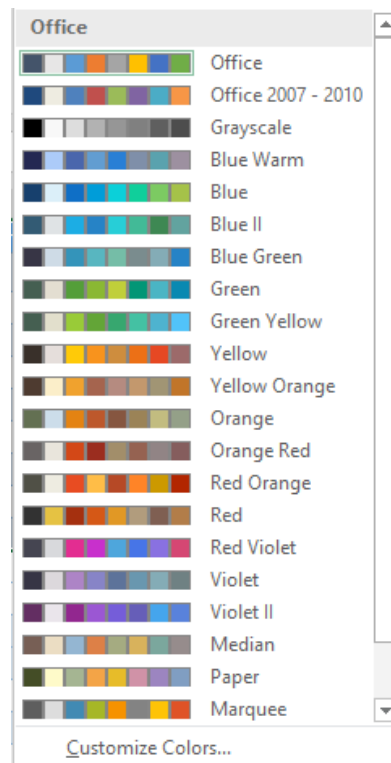 Office
Office
Office 2007 - 2010
Grayscale
Blue Warm
Blue
Blue II
Blue Green
Green
Green Yellow
Yellow
Yellow Orange
Orange
Orange Red
Red Orange
Red
Red Violet
Violet
Violet II
Median
Paper
Marquee
Customize Colors...